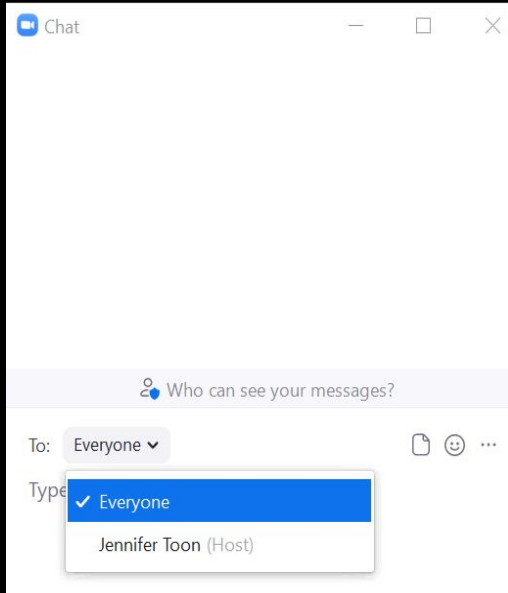 Chat
Who can see your messages?
To: Everyone
Type
Everyone
Jennifer Toon (Host)